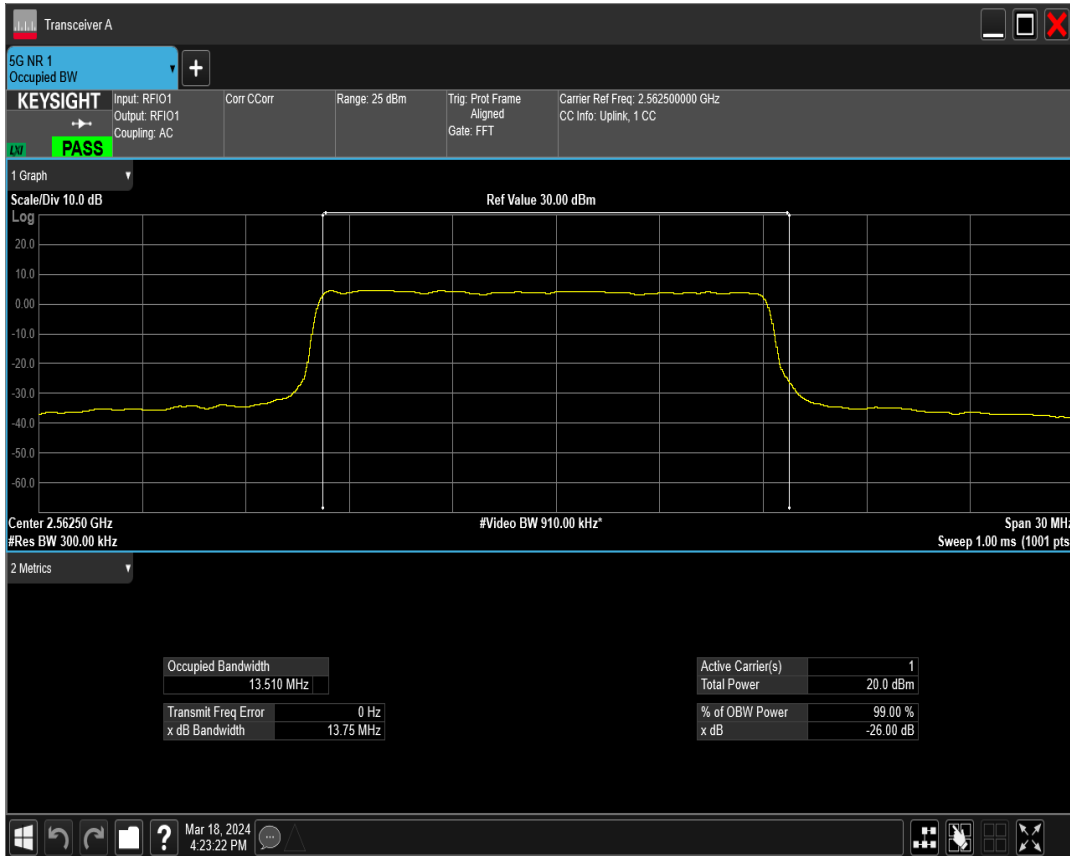 Transceiver A
5G NR 1
Occupied BW
KEYSIGHT
LXI
PASS
Input: RFIO1
Output: RFIO1
Coupling: AC
Corr CCorr
Range: 25 dBm
Trig: Prot Frame
Aligned
Gate: FFT
Carrier Ref Freq: 2.562500000 GHz
CC Info: Uplink, 1 CC
1 Graph
Scale/Div 10.0 dB
Ref Value 30.00 dBm
Log
20.0
10.0
0.00
-10.0
-20.0
-30.0
-40.0
-50.0
-60.0
Center 2.56250 GHz
#Video BW 910.00 kHz*
Span 30 MHz
#Res BW 300.00 kHz
Sweep 1.00 ms (1001 pts
2 Metrics
Occupied Bandwidth
13.510 MHz
Transmit Freq Error 0 Hz
x dB Bandwidth 13.75 MHz
Active Carrier(s) 1
Total Power 20.0 dBm
% of OBW Power 99.00 %
x dB -26.00 dB
Mar 18, 2024
4:23:22 PM